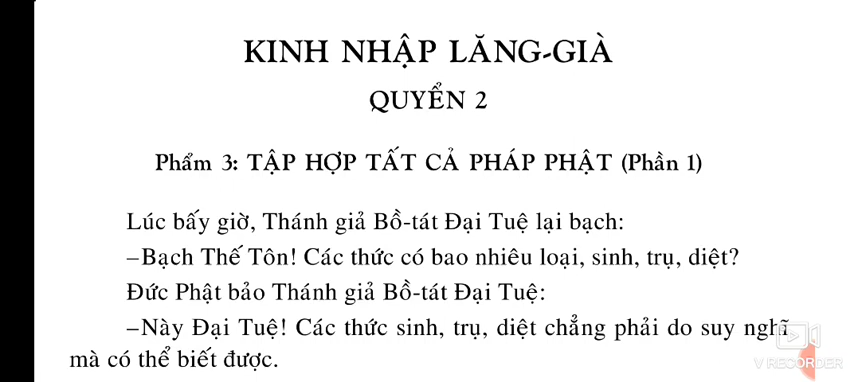 KINH NHẬP LĂNG-GIÀ
QUYỂN 2
Phẩm 3: TẬP HỢP TẤT CẢ PHÁP PHẬT (Phần 1)
Lúc bấy giờ, Thánh giả Bồ-tát Đại Tuệ lại bạch:
–Bạch Thế Tôn! Các thức có bao nhiêu loại, sinh, trụ, diệt?
Đức Phật bảo Thánh giả Bồ-tát Đại Tuệ:
–Này Đại Tuệ! Các thức sinh, trụ, diệt chẳng phải do suy nghĩ
mà có thể biết được.
V RECORDER